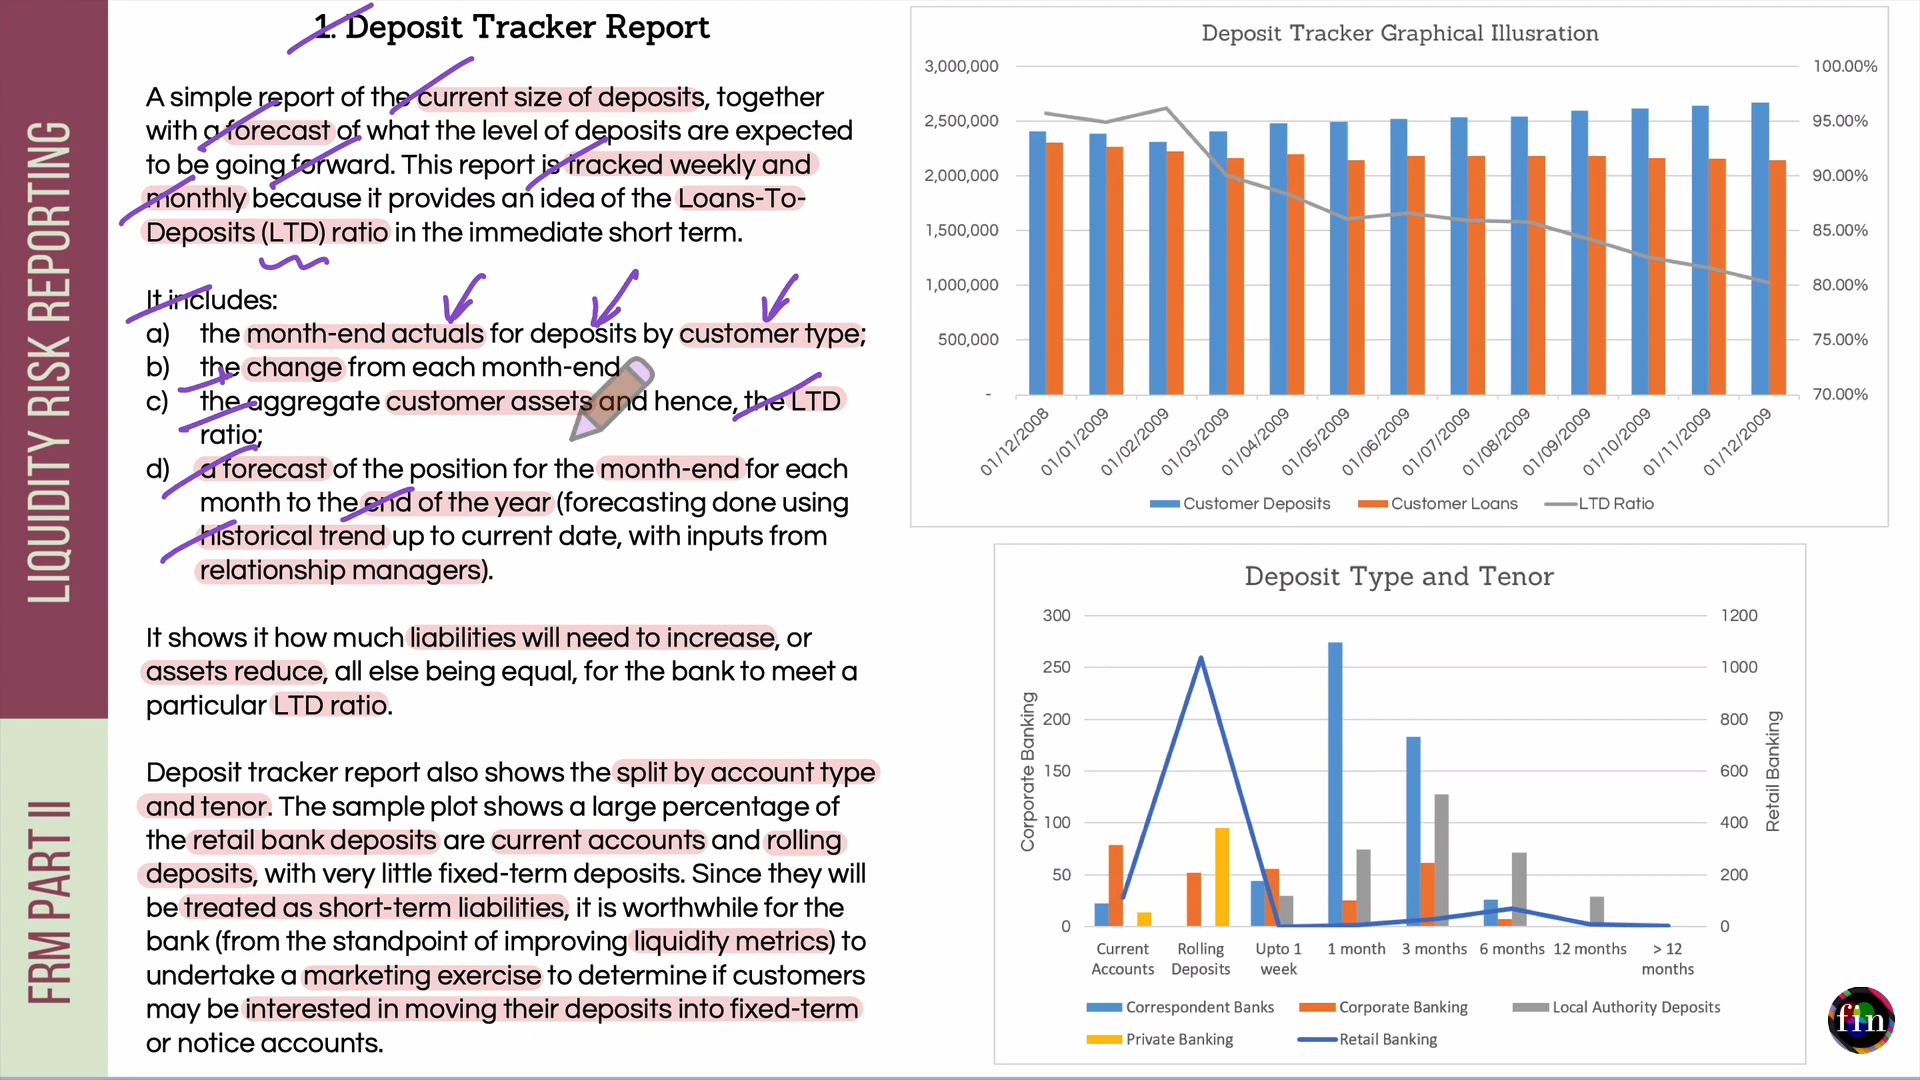 LIQUIDITY RISK REPORTING
FRM PART II
1. Deposit Tracker Report
A simple report of the current size of deposits, together
with a forecast of what the level of deposits are expected
to be going forward. This report is tracked weekly and
monthly because it provides an idea of the Loans-To-
Deposits (LTD) ratio in the immediate short term.
It includes:
a) the month-end actuals for deposits by customer type;
b) the change from each month-end
c) the aggregate customer assets and hence, the LTD
ratio;
d) a forecast of the position for the month-end for each
month to the end of the year (forecasting done using
historical trend up to current date, with inputs from
relationship managers).
It shows it how much liabilities will need to increase, or
assets reduce, all else being equal, for the bank to meet a
particular LTD ratio.
Deposit tracker report also shows the split by account type
and tenor. The sample plot shows a large percentage of
the retail bank deposits are current accounts and rolling
deposits, with very little fixed-term deposits. Since they will
be treated as short-term liabilities, it is worthwhile for the
bank (from the standpoint of improving liquidity metrics) to
undertake a marketing exercise to determine if customers
may be interested in moving their deposits into fixed-term
or notice accounts.
Deposit Tracker Graphical Illusration
3,000,000 100.00%
2,500,000 95.00%
2,000,000 90.00%
1,500,000 85.00%
1,000,000 80.00%
500,000 75.00%
- 70.00%
01/12/2008 01/01/2009 01/02/2009 01/03/2009 01/04/2009 01/05/2009 01/06/2009 01/07/2009 01/08/2009 01/09/2009 01/10/2009 01/11/2009 01/12/2009
Customer Deposits Customer Loans LTD Ratio
Deposit Type and Tenor
300 1200
250 1000
200 800
150 600
100 400
50 200
0 0
Corporate Banking
Retail Banking
Current Rolling Upto 1 1 month 3 months 6 months 12 months > 12
Accounts Deposits week months
Correspondent Banks Corporate Banking Local Authority Deposits
Private Banking Retail Banking
fin